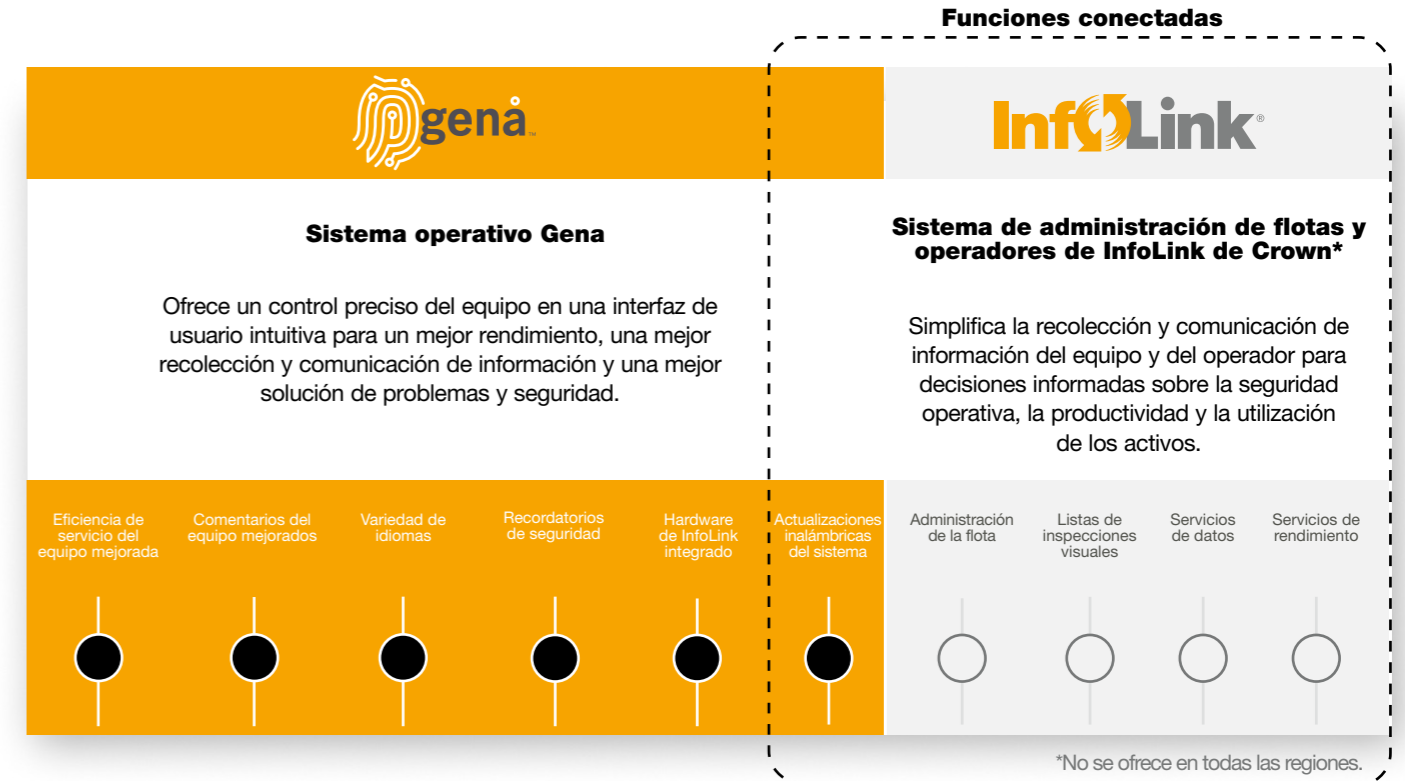 Funciones conectadas
gena™
InfoLink®
Sistema operativo Gena
Ofrece un control preciso del equipo en una interfaz de
usuario intuitiva para un mejor rendimiento, una mejor
recolección y comunicación de información y una mejor
solución de problemas y seguridad.
Sistema de administración de flotas y
operadores de InfoLink de Crown*
Simplifica la recolección y comunicación de
información del equipo y del operador para
decisiones informadas sobre la seguridad
operativa, la productividad y la utilización
de los activos.
Eficiencia de
servicio del
equipo mejorada
Comentarios del
equipo mejorados
Variedad de
idiomas
Recordatorios
de seguridad
Hardware
de InfoLink
integrado
Actualizaciones
inalámbricas
del sistema
Administración
de la flota
Listas de
inspecciones
visuales
Servicios
de datos
Servicios de
rendimiento
*No se ofrece en todas las regiones.